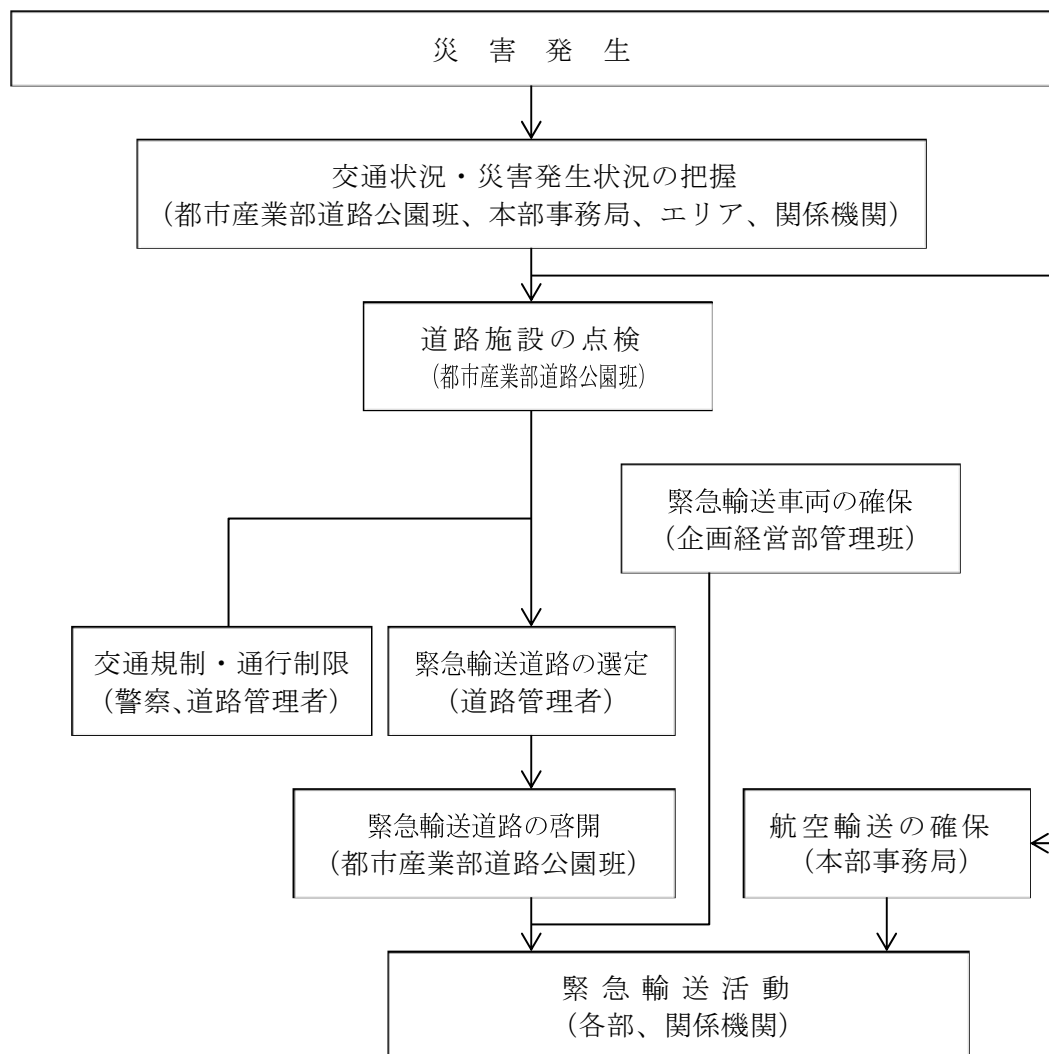 災害発生
交通状況・災害発生状況の把握
（都市産業部道路公園班、本部事務局、エリア、関係機関）
道路施設の点検
（都市産業部道路公園班）
緊急輸送車両の確保
（企画経営部管理班）
交通規制・通行制限
（警察、道路管理者）
緊急輸送道路の選定
（道路管理者）
緊急輸送道路の啓開
（都市産業部道路公園班）
航空輸送の確保
（本部事務局）
緊急輸送活動
（各部、関係機関）